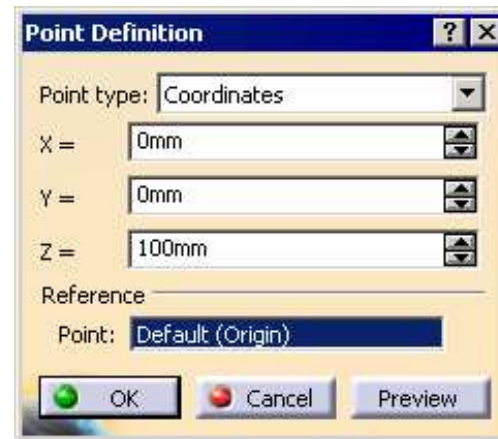 Point Definition ? X
Point type: Coordinates
X = 0mm
Y = 0mm
Z = 100mm
Reference
Point: Default (Origin)
OK Cancel Preview